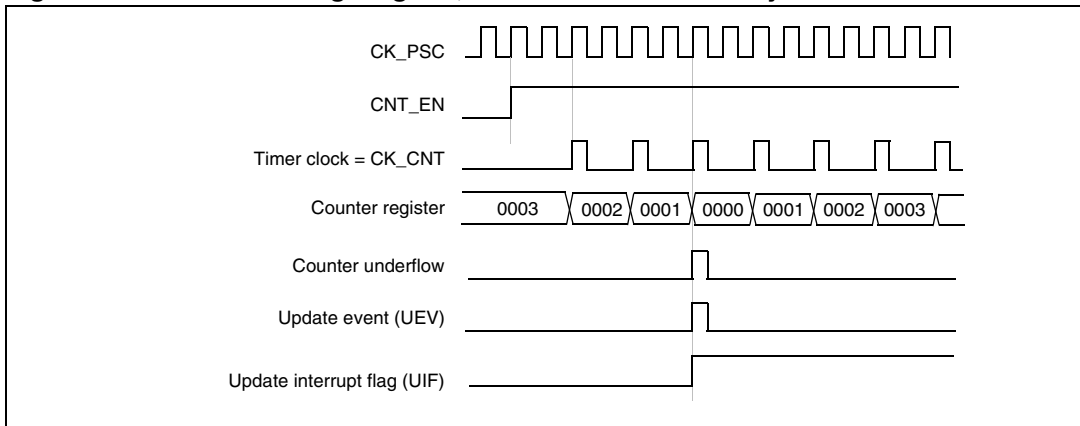 CK_PSC
CNT_EN
Timer clock = CK_CNT
Counter register 0003 0002 0001 0000 0001 0002 0003
Counter underflow
Update event (UEV)
Update interrupt flag (UIF)